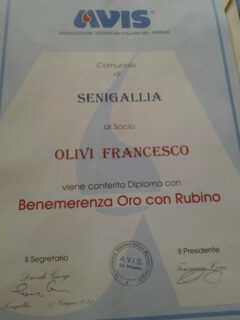 AVIS
ASSOCIAZIONE VOLONTARI ITALIANI DEL SANGUE
Comunale
di
SENIGALLIA
al Socio
OLIVI FRANCESCO
viene conferito Diploma con
Benemerenza Oro con Rubino
Il Segretario
Il Presidente
A.V.I.S.
Senigallia